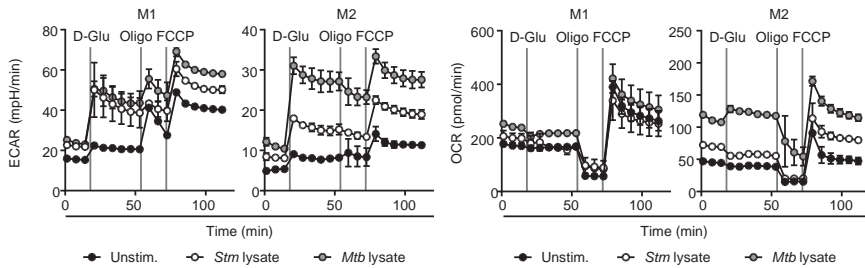 M1
M2
M1
M2
D-Glu Oligo FCCP
D-Glu Oligo FCCP
D-Glu Oligo FCCP
D-Glu Oligo FCCP
ECAR (mpH/min)
80
60
40
20
0
0 50 100
40
30
20
10
0
0 50 100
OCR (pmol/min)
600
400
200
0
0 50 100
250
200
150
100
50
0
0 50 100
Time (min)
Time (min)
Unstim. Stm lysate Mtb lysate
Unstim. Stm lysate Mtb lysate